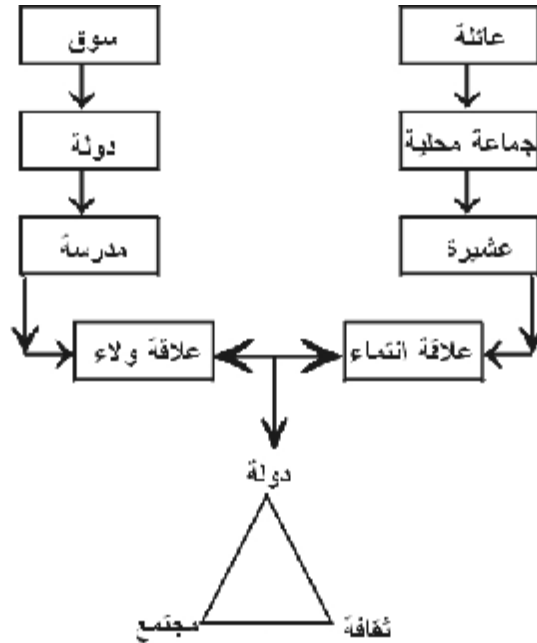 عائلة
سوق
جماعة محلية
دولة
عشيرة
مدرسة
علاقة انتماء
علاقة ولاء
دولة
ثقافة
مجتمع